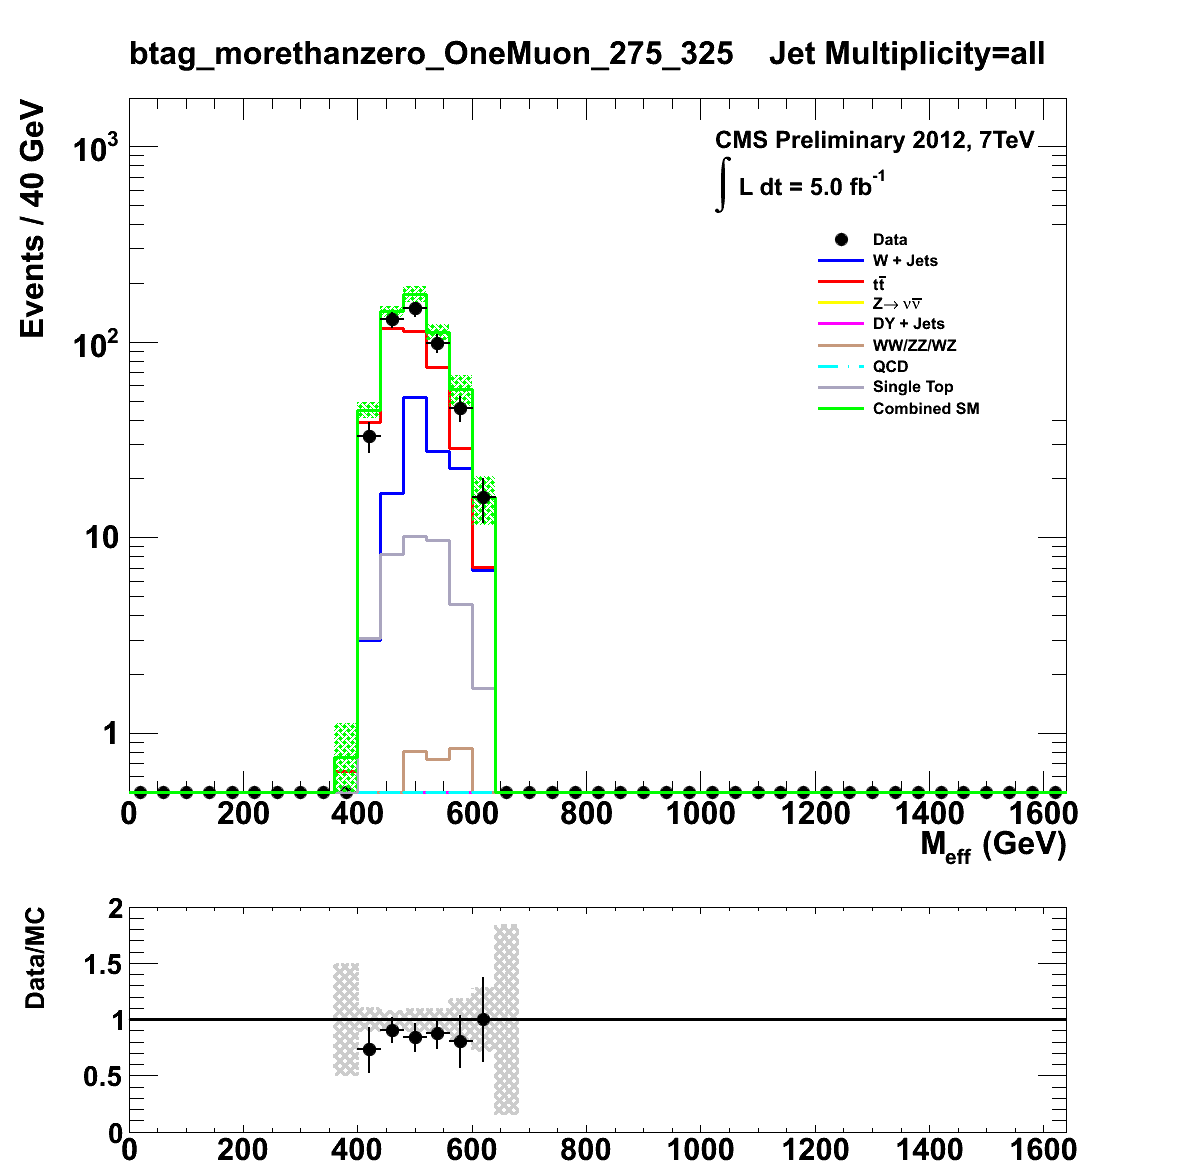 btag_morethanzero_OneMuon_275_325 Jet Multiplicity=all
Events / 40 GeV
10³
10²
10
1
CMS Preliminary 2012, 7TeV
∫ L dt = 5.0 fb⁻¹
Data
W + Jets
tt̅
Z→ νν̅
DY + Jets
WW/ZZ/WZ
QCD
Single Top
Combined SM
0 200 400 600 800 1000 1200 1400 1600
M_eff (GeV)
Data/MC
2
1.5
1
0.5
0
0 200 400 600 800 1000 1200 1400 1600